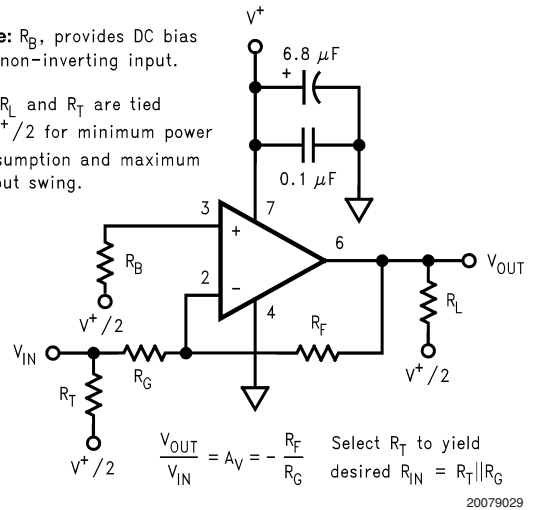 V⁺
e: R_B, provides DC bias
non-inverting input.
6.8 μF
+
R_L and R_T are tied
⁺/2 for minimum power
sumption and maximum
out swing.
0.1 μF
3
7
+
6
V_OUT
R_B
2
−
4
R_L
V⁺/2
R_F
V_IN
R_G
V⁺/2
R_T
V⁺/2
V_OUT / V_IN = A_V = − R_F / R_G
Select R_T to yield
desired R_IN = R_T||R_G
20079029